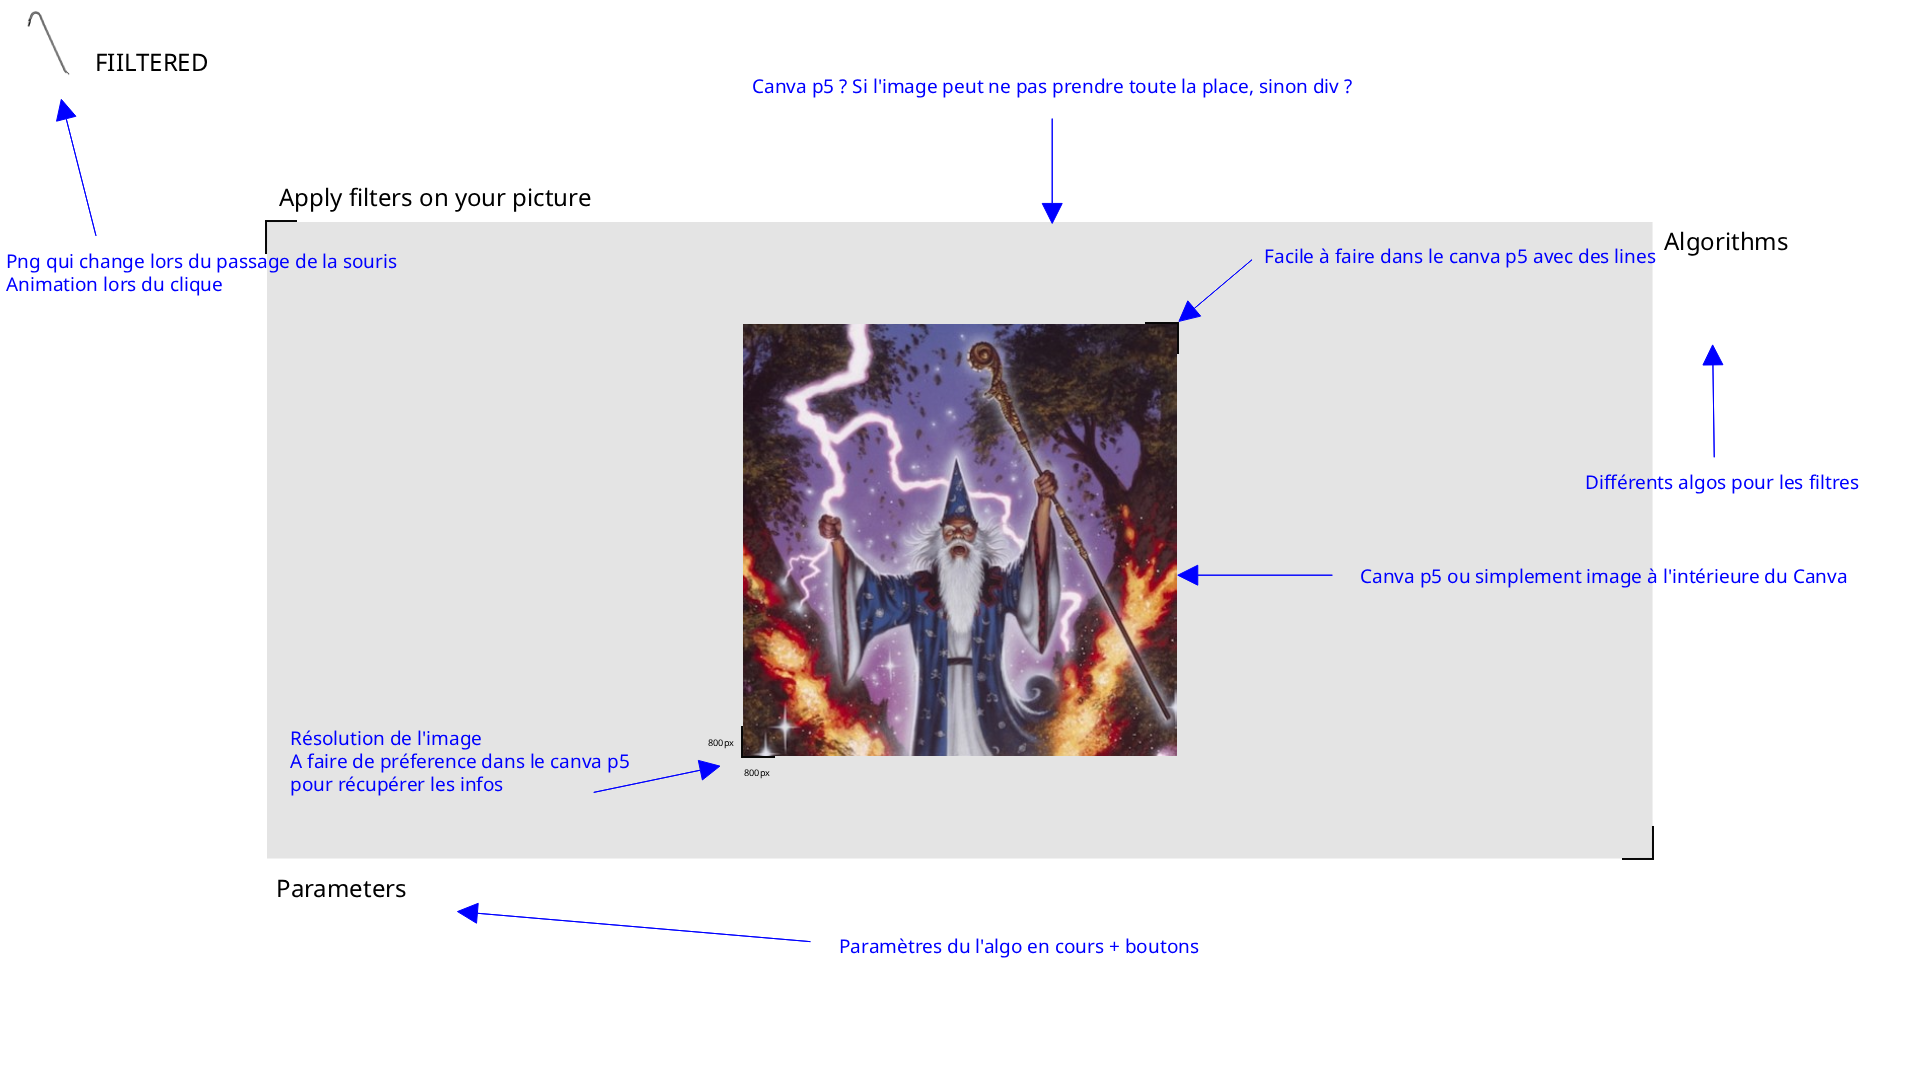 FIILTERED
Canva p5 ? Si l'image peut ne pas prendre toute la place, sinon div ?
Apply filters on your picture
Algorithms
Png qui change lors du passage de la souris
Animation lors du clique
Facile à faire dans le canva p5 avec des lines
Différents algos pour les filtres
Canva p5 ou simplement image à l'intérieure du Canva
Résolution de l'image
A faire de préference dans le canva p5
pour récupérer les infos
800px
800px
Parameters
Paramètres du l'algo en cours + boutons